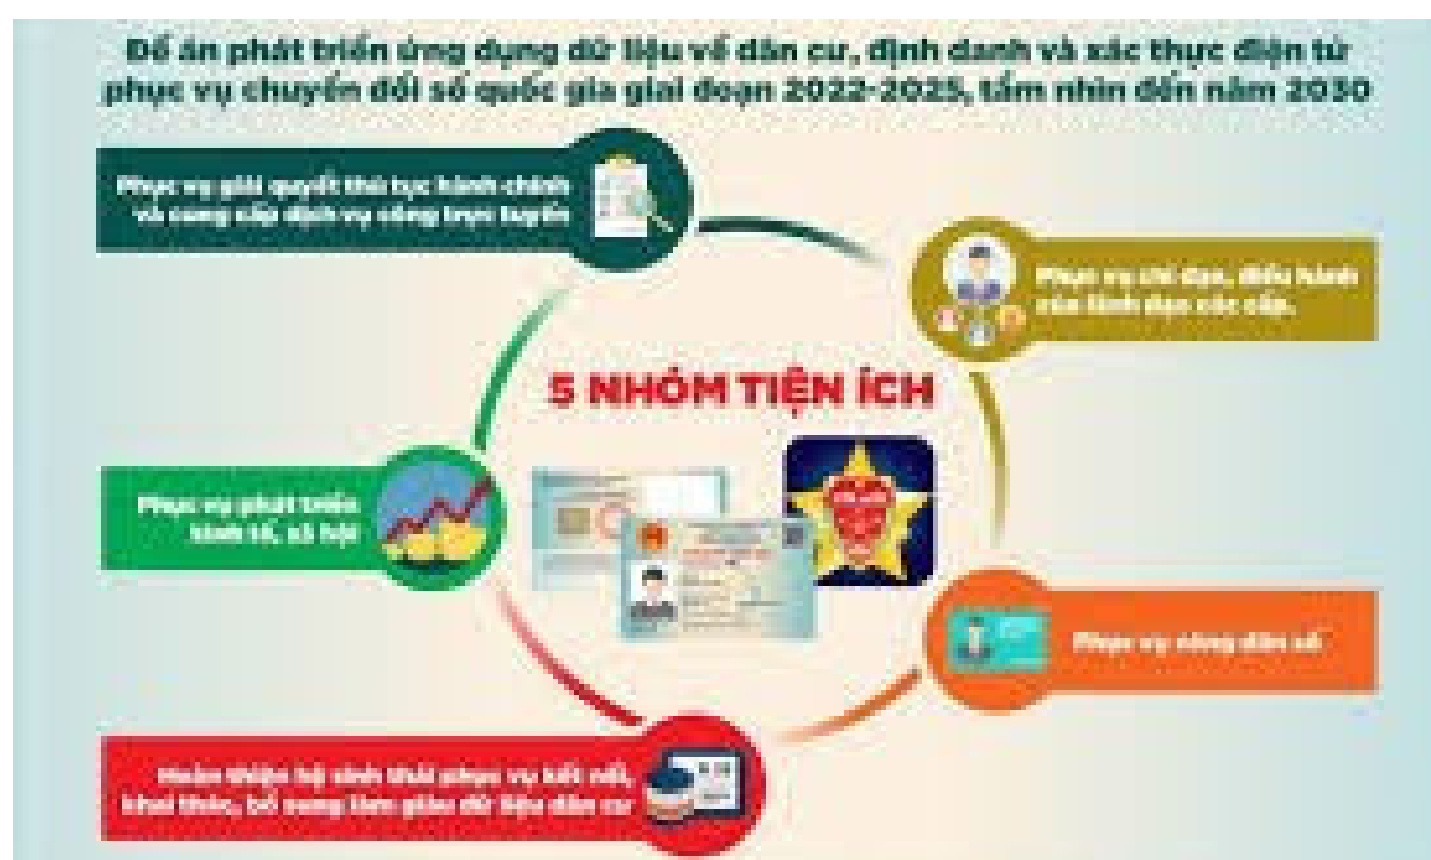 Đề án phát triển ứng dụng dữ liệu về dân cư, định danh và xác thực điện tử
phục vụ chuyển đổi số quốc gia giai đoạn 2022-2025, tầm nhìn đến năm 2030
Phục vụ giải quyết thủ tục hành chính
và cung cấp dịch vụ công trực tuyến
Phục vụ chỉ đạo, điều hành
của lãnh đạo các cấp.
5 NHÓM TIỆN ÍCH
Phục vụ phát triển
kinh tế, xã hội
Phục vụ công dân số
Hoàn thiện hệ sinh thái phục vụ kết nối,
khai thác, bổ sung làm giàu dữ liệu dân cư